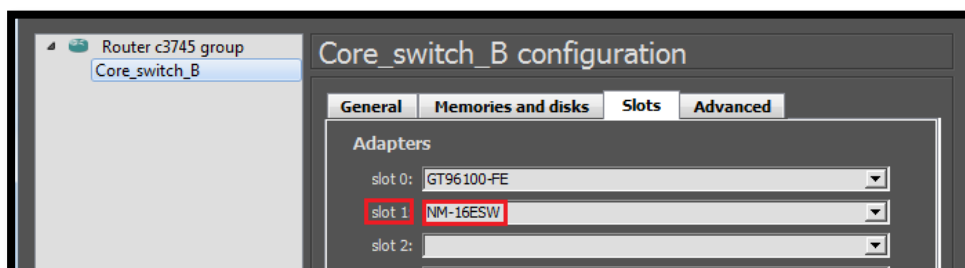 Router c3745 group
Core_switch_B
Core_switch_B configuration
General Memories and disks Slots Advanced
Adapters
slot 0: GT96100-FE
slot 1: NM-16ESW
slot 2: